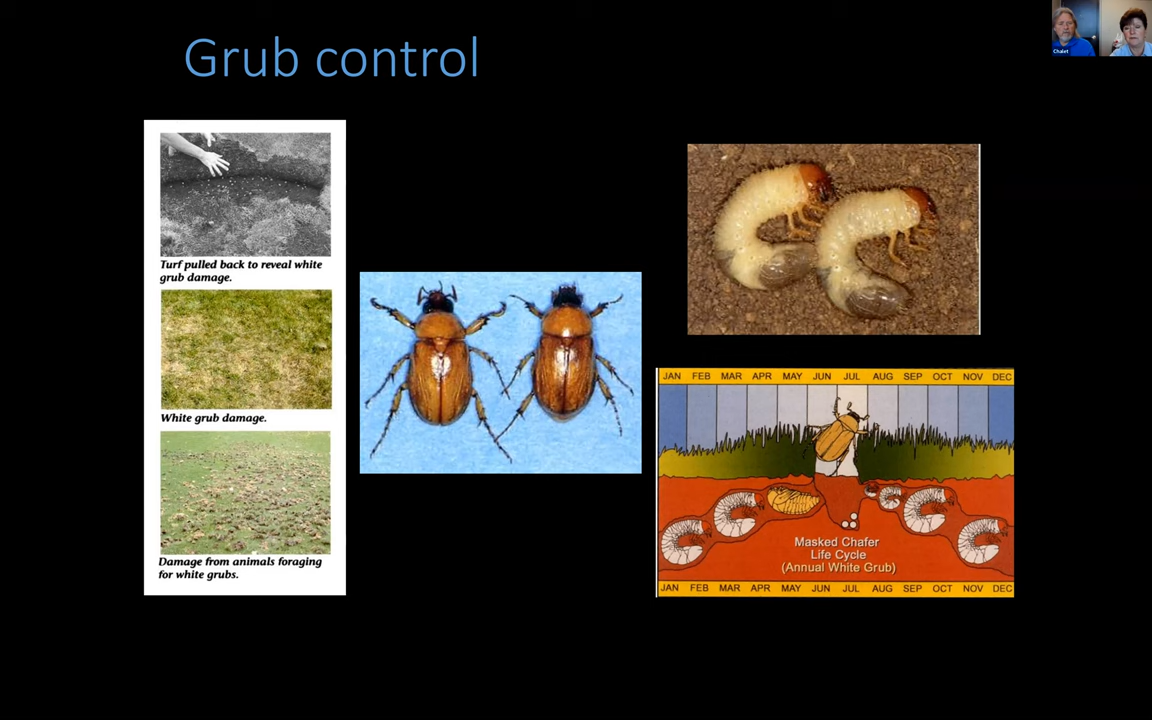 Grub control
Chalet
Turf pulled back to reveal white
grub damage.
White grub damage.
Damage from animals foraging
for white grubs.
JAN FEB MAR APR MAY JUN JUL AUG SEP OCT NOV DEC
Masked Chafer
Life Cycle
(Annual White Grub)
JAN FEB MAR APR MAY JUN JUL AUG SEP OCT NOV DEC